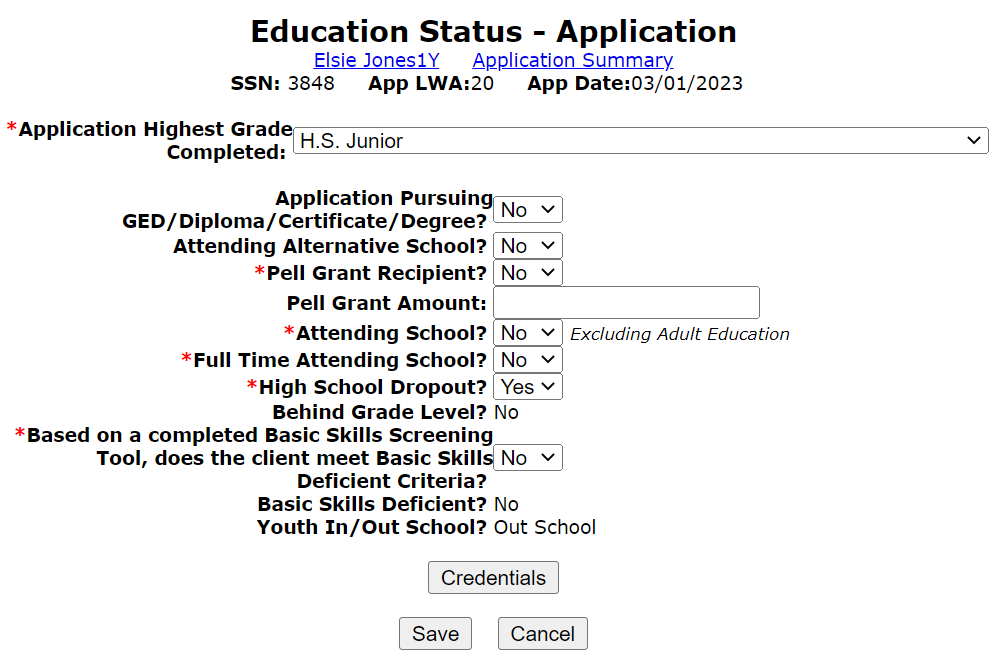 Education Status - Application
Elsie Jones1Y Application Summary
SSN: 3848 App LWA:20 App Date:03/01/2023
*Application Highest Grade
Completed: H.S. Junior
Application Pursuing
GED/Diploma/Certificate/Degree? No
Attending Alternative School? No
*Pell Grant Recipient? No
Pell Grant Amount:
*Attending School? No Excluding Adult Education
*Full Time Attending School? No
*High School Dropout? Yes
Behind Grade Level? No
*Based on a completed Basic Skills Screening
Tool, does the client meet Basic Skills No
Deficient Criteria?
Basic Skills Deficient? No
Youth In/Out School? Out School
Credentials
Save Cancel